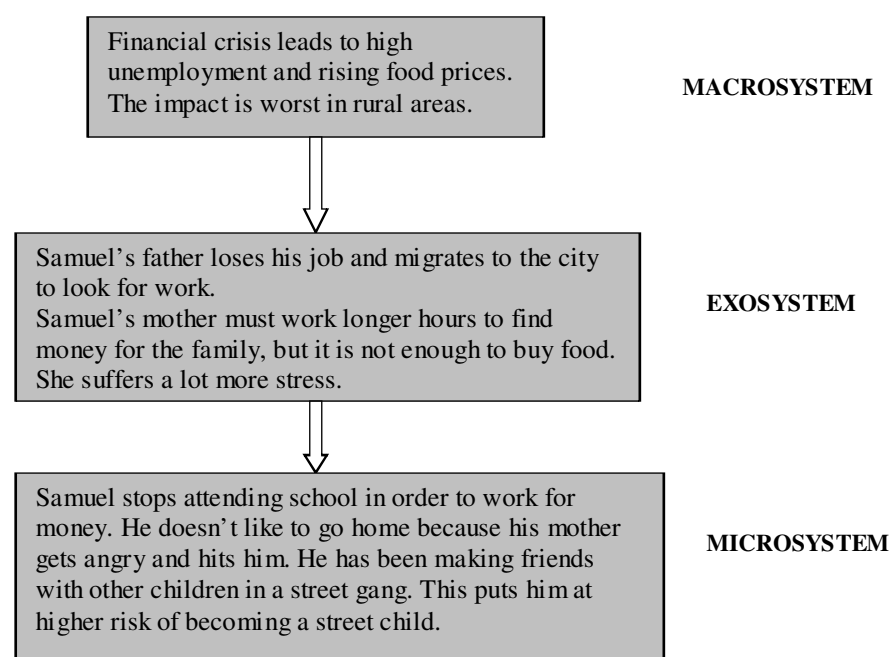 Financial crisis leads to high
unemployment and rising food prices.
The impact is worst in rural areas.
MACROSYSTEM
Samuel’s father loses his job and migrates to the city
to look for work.
Samuel’s mother must work longer hours to find
money for the family, but it is not enough to buy food.
She suffers a lot more stress.
EXOSYSTEM
Samuel stops attending school in order to work for
money. He doesn’t like to go home because his mother
gets angry and hits him. He has been making friends
with other children in a street gang. This puts him at
higher risk of becoming a street child.
MICROSYSTEM